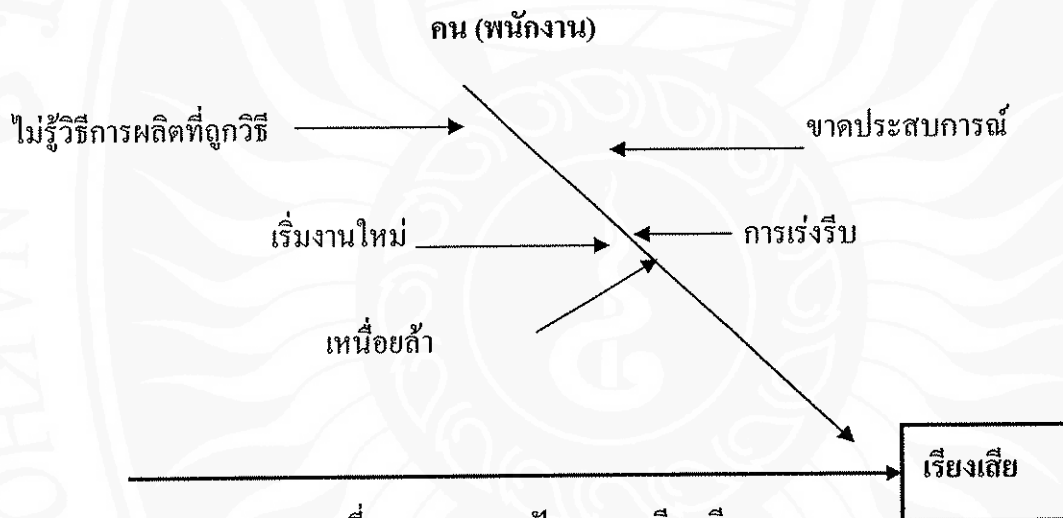 คน (พนักงาน)
ไม่รู้วิธีการผลิตที่ถูกวิธี
ขาดประสบการณ์
เริ่มงานใหม่
การเร่งรีบ
เหนื่อยล้า
เรียงเสีย